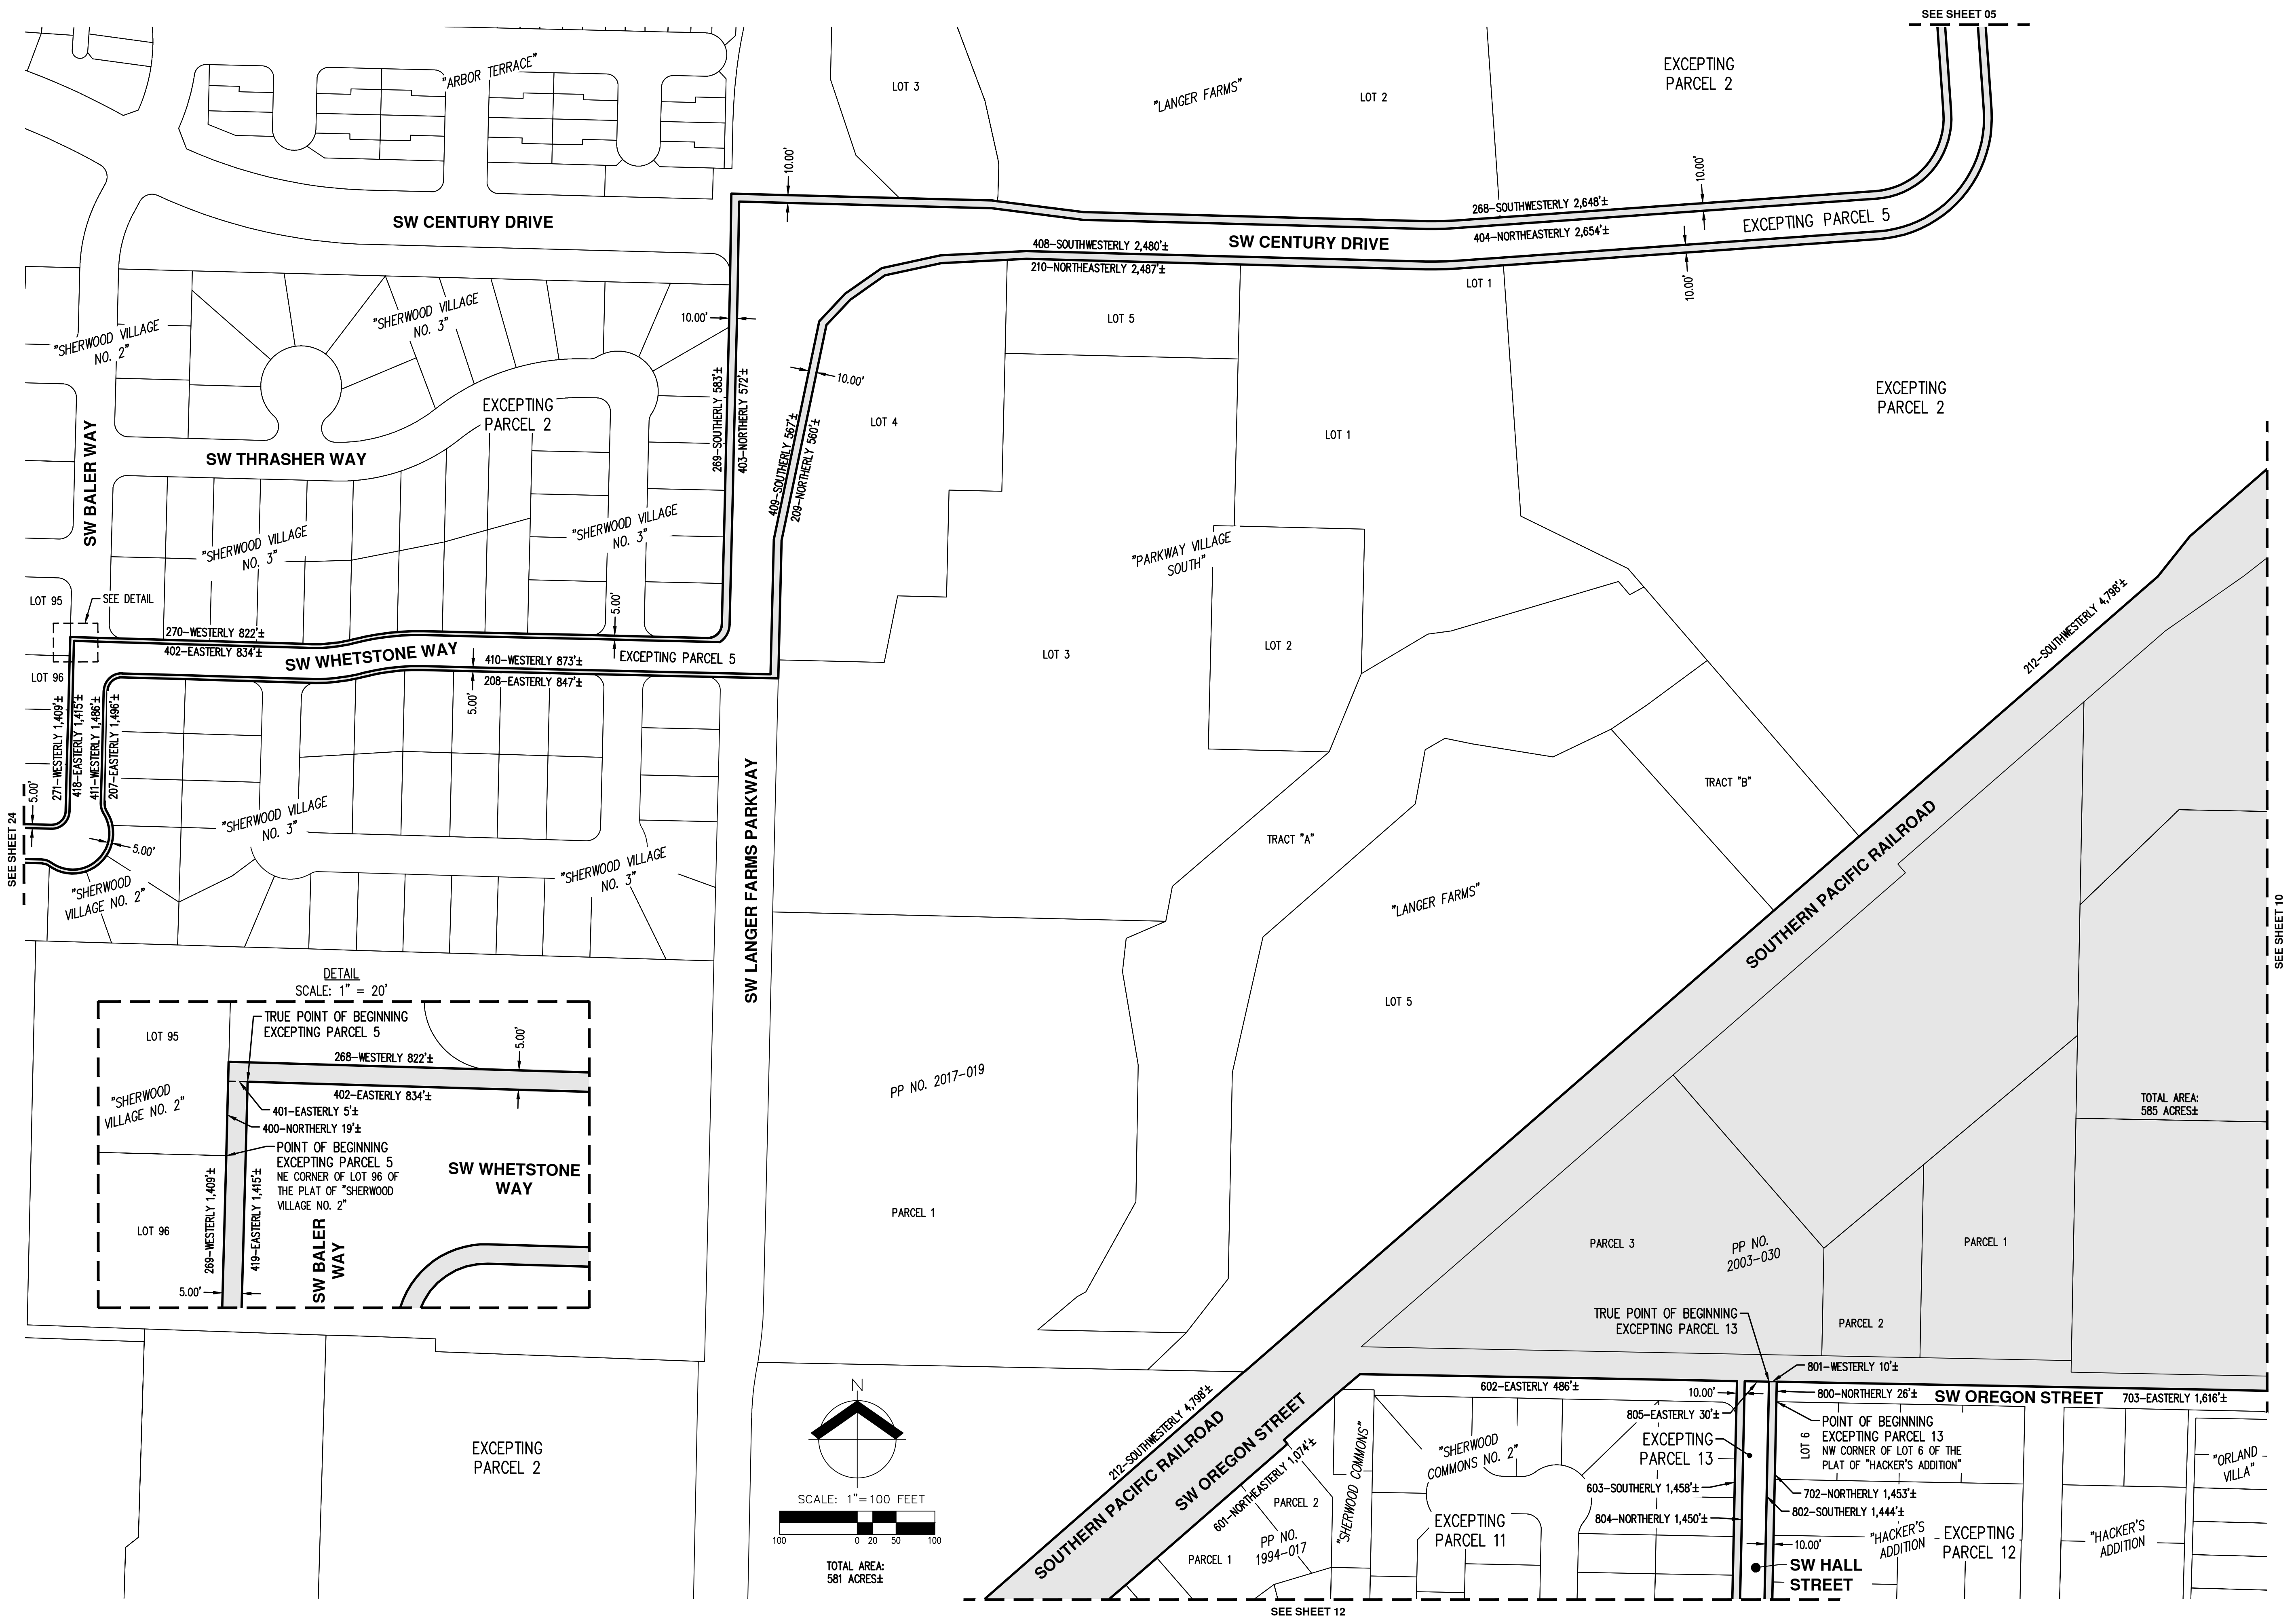 SEE SHEET 05
"ARBOR TERRACE"
LOT 3
"LANGER FARMS"
LOT 2
EXCEPTING
PARCEL 2
10.00'
10.00'
SW CENTURY DRIVE
268-SOUTHWESTERLY 2,648'±
404-NORTHEASTERLY 2,654'±
EXCEPTING PARCEL 5
408-SOUTHWESTERLY 2,480'±
210-NORTHEASTERLY 2,487'±
SW CENTURY DRIVE
10.00'
LOT 1
"SHERWOOD VILLAGE
NO. 2"
"SHERWOOD VILLAGE
NO. 3"
10.00'
LOT 5
10.00'
269-SOUTHERLY 583'±
403-NORTHERLY 572'±
409-SOUTHERLY 567'±
209-NORTHERLY 560'±
EXCEPTING
PARCEL 2
LOT 4
LOT 1
EXCEPTING
PARCEL 2
SW BALER WAY
SW THRASHER WAY
"SHERWOOD VILLAGE
NO. 3"
"SHERWOOD VILLAGE
NO. 3"
"PARKWAY VILLAGE
SOUTH"
LOT 95
SEE DETAIL
5.00'
270-WESTERLY 822'±
402-EASTERLY 834'±
SW WHETSTONE WAY
410-WESTERLY 873'±
208-EASTERLY 847'±
EXCEPTING PARCEL 5
5.00'
LOT 96
LOT 3
LOT 2
212-SOUTHWESTERLY 4,798'±
271-WESTERLY 1,409'±
418-EASTERLY 1,415'±
411-WESTERLY 1,486'±
207-EASTERLY 1,496'±
5.00'
5.00'
SEE SHEET 24
"SHERWOOD VILLAGE
NO. 3"
"SHERWOOD
VILLAGE NO. 2"
"SHERWOOD VILLAGE
NO. 3"
SW LANGER FARMS PARKWAY
TRACT "B"
TRACT "A"
"LANGER FARMS"
SOUTHERN PACIFIC RAILROAD
SEE SHEET 10
LOT 5
DETAIL
SCALE: 1" = 20'
LOT 95
TRUE POINT OF BEGINNING
EXCEPTING PARCEL 5
5.00'
268-WESTERLY 822'±
402-EASTERLY 834'±
"SHERWOOD
VILLAGE NO. 2"
401-EASTERLY 5'±
400-NORTHERLY 19'±
POINT OF BEGINNING
EXCEPTING PARCEL 5
NE CORNER OF LOT 96 OF
THE PLAT OF "SHERWOOD
VILLAGE NO. 2"
SW WHETSTONE
WAY
LOT 96
269-WESTERLY 1,409'±
419-EASTERLY 1,415'±
SW BALER
WAY
5.00'
PP NO. 2017-019
PARCEL 1
TOTAL AREA:
585 ACRES±
PARCEL 3
PP NO.
2003-030
PARCEL 1
PARCEL 2
TRUE POINT OF BEGINNING
EXCEPTING PARCEL 13
801-WESTERLY 10'±
602-EASTERLY 486'±
10.00'
800-NORTHERLY 26'±
SW OREGON STREET
703-EASTERLY 1,616'±
805-EASTERLY 30'±
POINT OF BEGINNING
EXCEPTING PARCEL 13
NW CORNER OF LOT 6 OF THE
PLAT OF "HACKER'S ADDITION"
LOT 6
EXCEPTING
PARCEL 13
"ORLAND
VILLA"
603-SOUTHERLY 1,458'±
702-NORTHERLY 1,453'±
802-SOUTHERLY 1,444'±
804-NORTHERLY 1,450'±
"HACKER'S
ADDITION
EXCEPTING
PARCEL 12
"HACKER'S
ADDITION
10.00'
SW HALL
STREET
EXCEPTING
PARCEL 2
N
SCALE: 1"=100 FEET
100 0 20 50 100
TOTAL AREA:
581 ACRES±
212-SOUTHWESTERLY 4,798'±
SOUTHERN PACIFIC RAILROAD
SW OREGON STREET
601-NORTHEASTERLY 1,074'±
"SHERWOOD COMMONS"
"SHERWOOD
COMMONS NO. 2"
PARCEL 2
PARCEL 1
PP NO.
1994-017
EXCEPTING
PARCEL 11
SEE SHEET 12